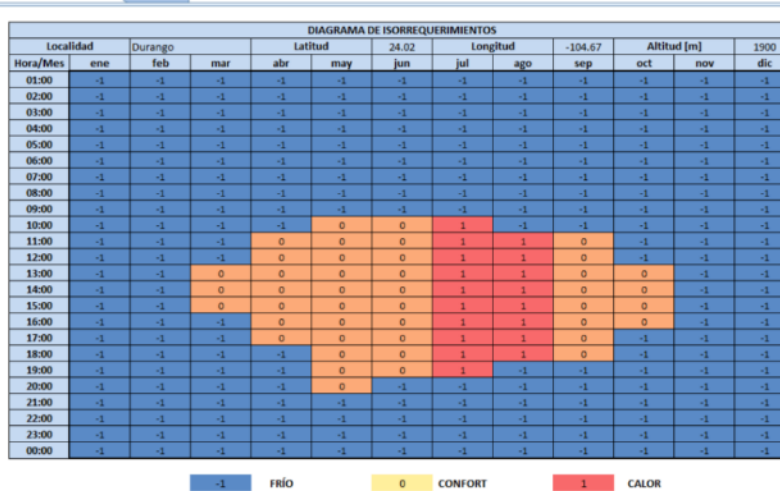 DIAGRAMA DE ISORREQUERIMIENTOS
Localidad Durango Latitud 24.02 Longitud -104.67 Altitud [m] 1900
Hora/Mes ene feb mar abr may jun jul ago sep oct nov dic
01:00 -1 -1 -1 -1 -1 -1 -1 -1 -1 -1 -1 -1
02:00 -1 -1 -1 -1 -1 -1 -1 -1 -1 -1 -1 -1
03:00 -1 -1 -1 -1 -1 -1 -1 -1 -1 -1 -1 -1
04:00 -1 -1 -1 -1 -1 -1 -1 -1 -1 -1 -1 -1
05:00 -1 -1 -1 -1 -1 -1 -1 -1 -1 -1 -1 -1
06:00 -1 -1 -1 -1 -1 -1 -1 -1 -1 -1 -1 -1
07:00 -1 -1 -1 -1 -1 -1 -1 -1 -1 -1 -1 -1
08:00 -1 -1 -1 -1 -1 -1 -1 -1 -1 -1 -1 -1
09:00 -1 -1 -1 -1 -1 -1 -1 -1 -1 -1 -1 -1
10:00 -1 -1 -1 -1 0 0 1 -1 -1 -1 -1 -1
11:00 -1 -1 -1 0 0 0 1 1 0 -1 -1 -1
12:00 -1 -1 -1 0 0 0 1 1 0 -1 -1 -1
13:00 -1 -1 0 0 0 0 1 1 0 0 -1 -1
14:00 -1 -1 0 0 0 0 1 1 0 0 -1 -1
15:00 -1 -1 0 0 0 0 1 1 0 0 -1 -1
16:00 -1 -1 -1 0 0 0 1 1 0 0 -1 -1
17:00 -1 -1 -1 0 0 0 1 1 0 -1 -1 -1
18:00 -1 -1 -1 -1 0 0 1 1 0 -1 -1 -1
19:00 -1 -1 -1 -1 0 0 1 -1 -1 -1 -1 -1
20:00 -1 -1 -1 -1 0 -1 -1 -1 -1 -1 -1 -1
21:00 -1 -1 -1 -1 -1 -1 -1 -1 -1 -1 -1 -1
22:00 -1 -1 -1 -1 -1 -1 -1 -1 -1 -1 -1 -1
23:00 -1 -1 -1 -1 -1 -1 -1 -1 -1 -1 -1 -1
00:00 -1 -1 -1 -1 -1 -1 -1 -1 -1 -1 -1 -1
-1 FRÍO 0 CONFORT 1 CALOR